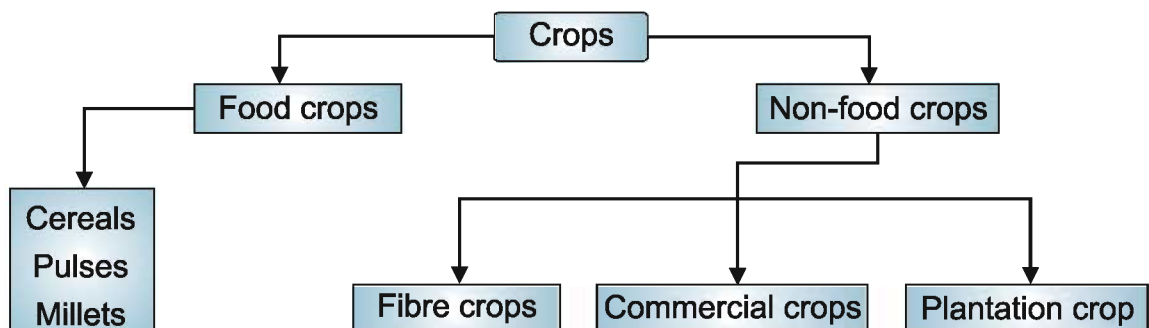 Crops
Food crops
Non-food crops
Cereals
Pulses
Millets
Fibre crops
Commercial crops
Plantation crop